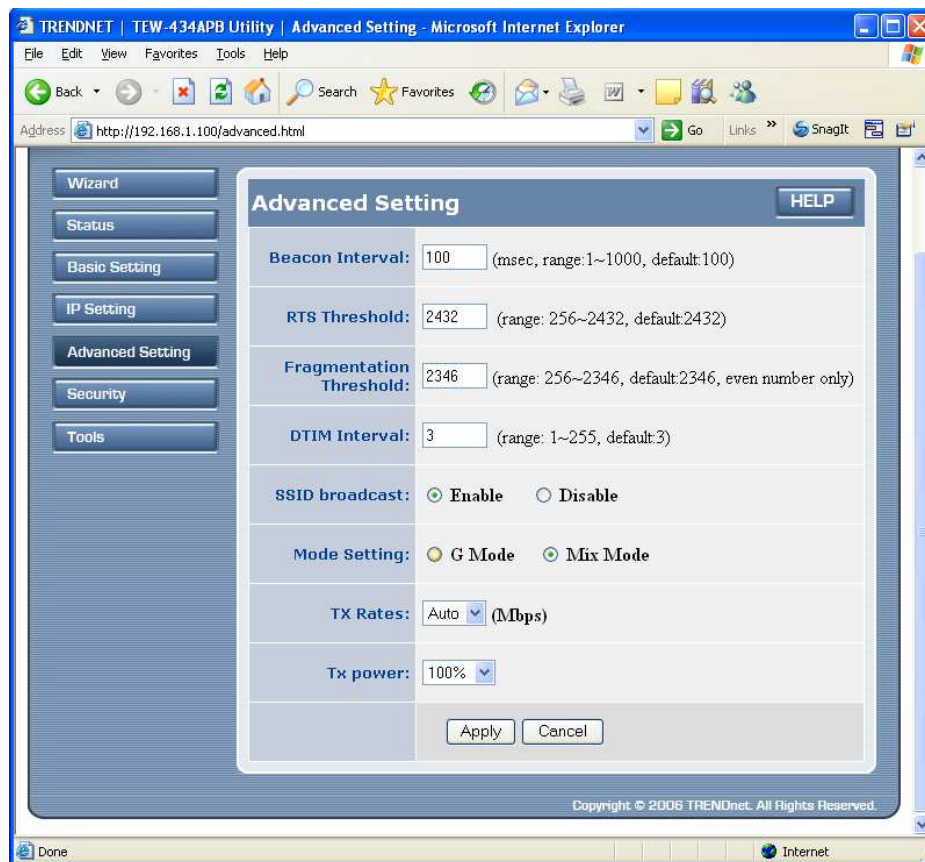 TRENDNET | TEW-434APB Utility | Advanced Setting - Microsoft Internet Explorer
File Edit View Favorites Tools Help
Back Search Favorites
Address http://192.168.1.100/advanced.html Go Links » SnagIt
Wizard
Status
Basic Setting
IP Setting
Advanced Setting
Security
Tools
Advanced Setting HELP
Beacon Interval: 100 (msec, range:1~1000, default:100)
RTS Threshold: 2432 (range: 256~2432, default:2432)
Fragmentation
Threshold: 2346 (range: 256~2346, default:2346, even number only)
DTIM Interval: 3 (range: 1~255, default:3)
SSID broadcast: Enable Disable
Mode Setting: G Mode Mix Mode
TX Rates: Auto (Mbps)
Tx power: 100%
Apply Cancel
Copyright © 2006 TRENDnet. All Rights Reserved.
Done Internet